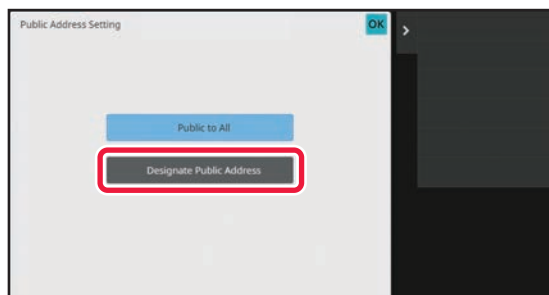 Public Address Setting
OK
Public to All
Designate Public Address